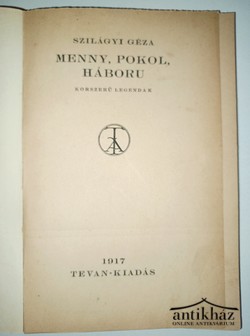 SZILÁGYI GÉZA
MENNY, POKOL,
HÁBORU
KORSZERŰ LEGENDÁK
1917
TEVAN-KIADÁS
antikház
ONLINE ANTIKVÁRIUM